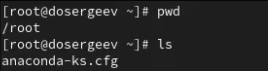 [root@dosergeev ~]# pwd
/root
[root@dosergeev ~]# ls
anaconda-ks.cfg